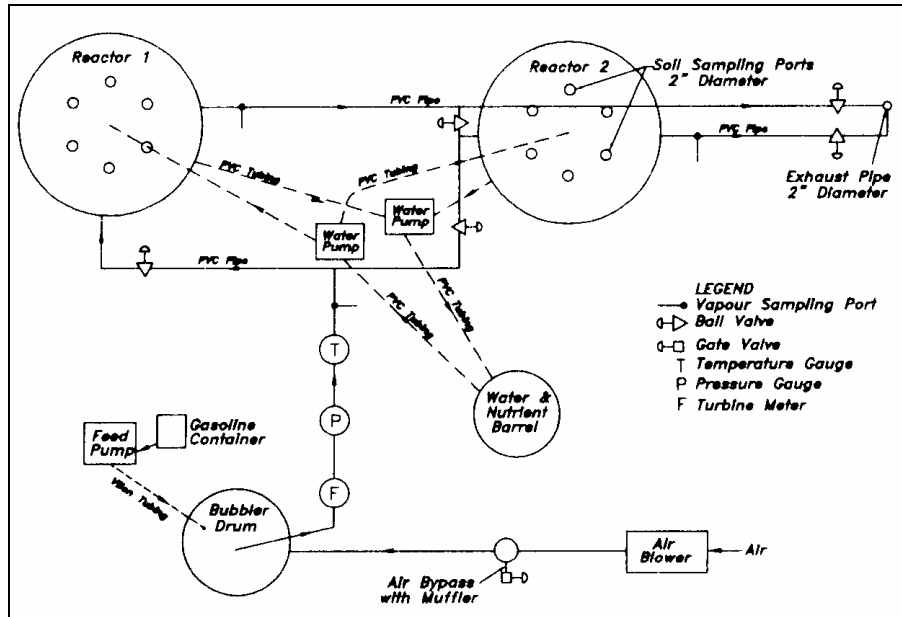 Reactor 1
Reactor 2
Soil Sampling Ports
2" Diameter
PVC Pipe
PVC Pipe
Exhaust Pipe
2" Diameter
PVC Tubing
PVC Tubing
Water
Pump
Water
Pump
PVC Pipe
PVC Tubing
PVC Tubing
LEGEND
Vapour Sampling Port
Ball Valve
Gate Valve
T Temperature Gauge
P Pressure Gauge
F Turbine Meter
T
P
F
Water &
Nutrient
Barrel
Feed
Pump
Gasoline
Container
Viton Tubing
Bubbler
Drum
Air
Blower
Air
Air Bypass
with Muffler